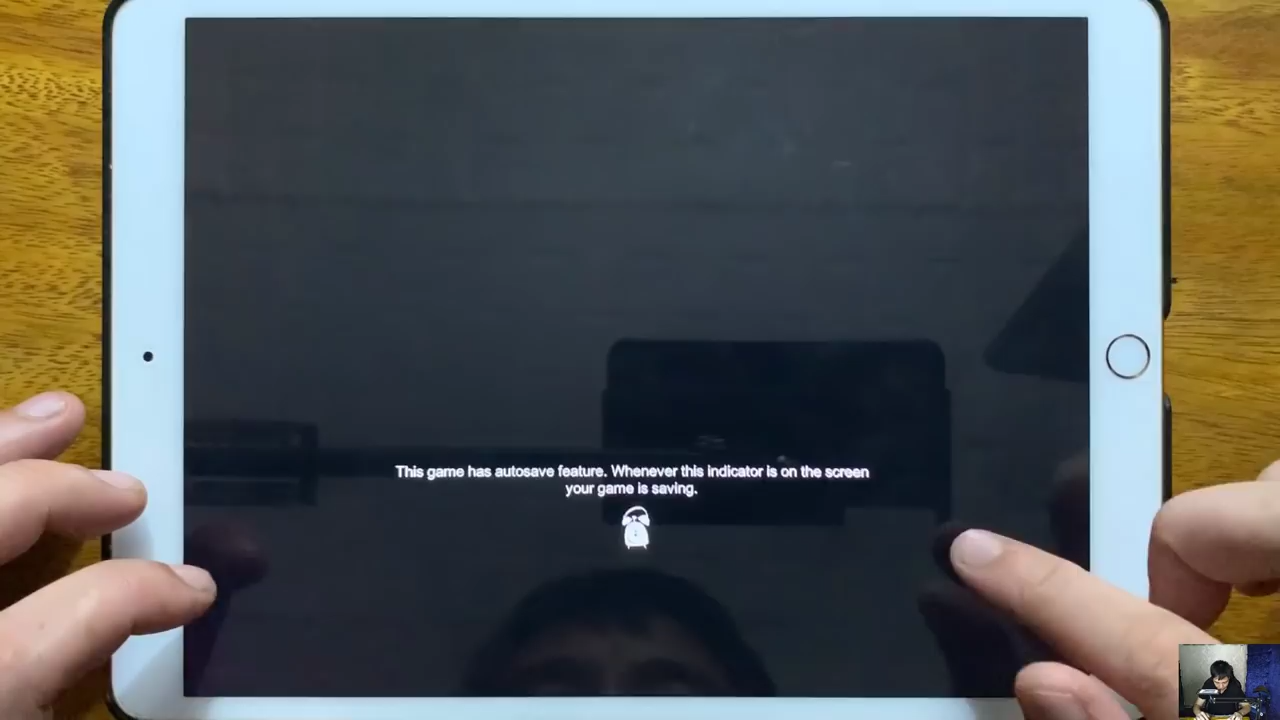 This game has autosave feature. Whenever this indicator is on the screen
your game is saving.